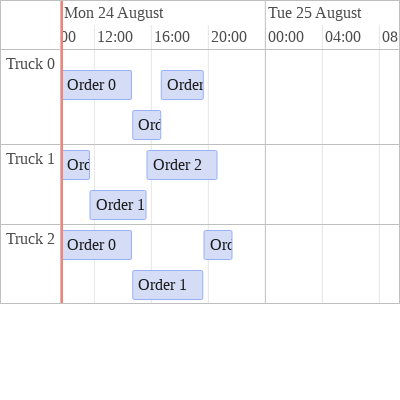 Mon 24 August Tue 25 August
00 12:00 16:00 20:00 00:00 04:00 08
Truck 0
Order 0 Order
Ord
Truck 1
Ord Order 2
Order 1
Truck 2
Order 0 Ord
Order 1